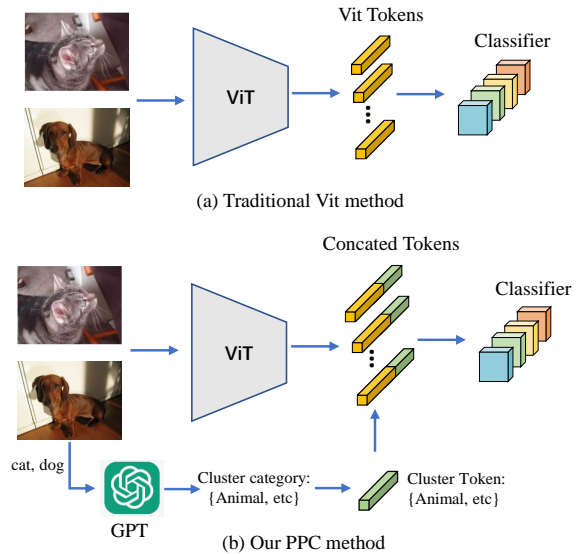 Vit Tokens
Classifier
ViT
(a) Traditional Vit method
Concated Tokens
Classifier
ViT
cat, dog
Cluster category:
{Animal, etc}
Cluster Token:
{Animal, etc}
GPT
(b) Our PPC method